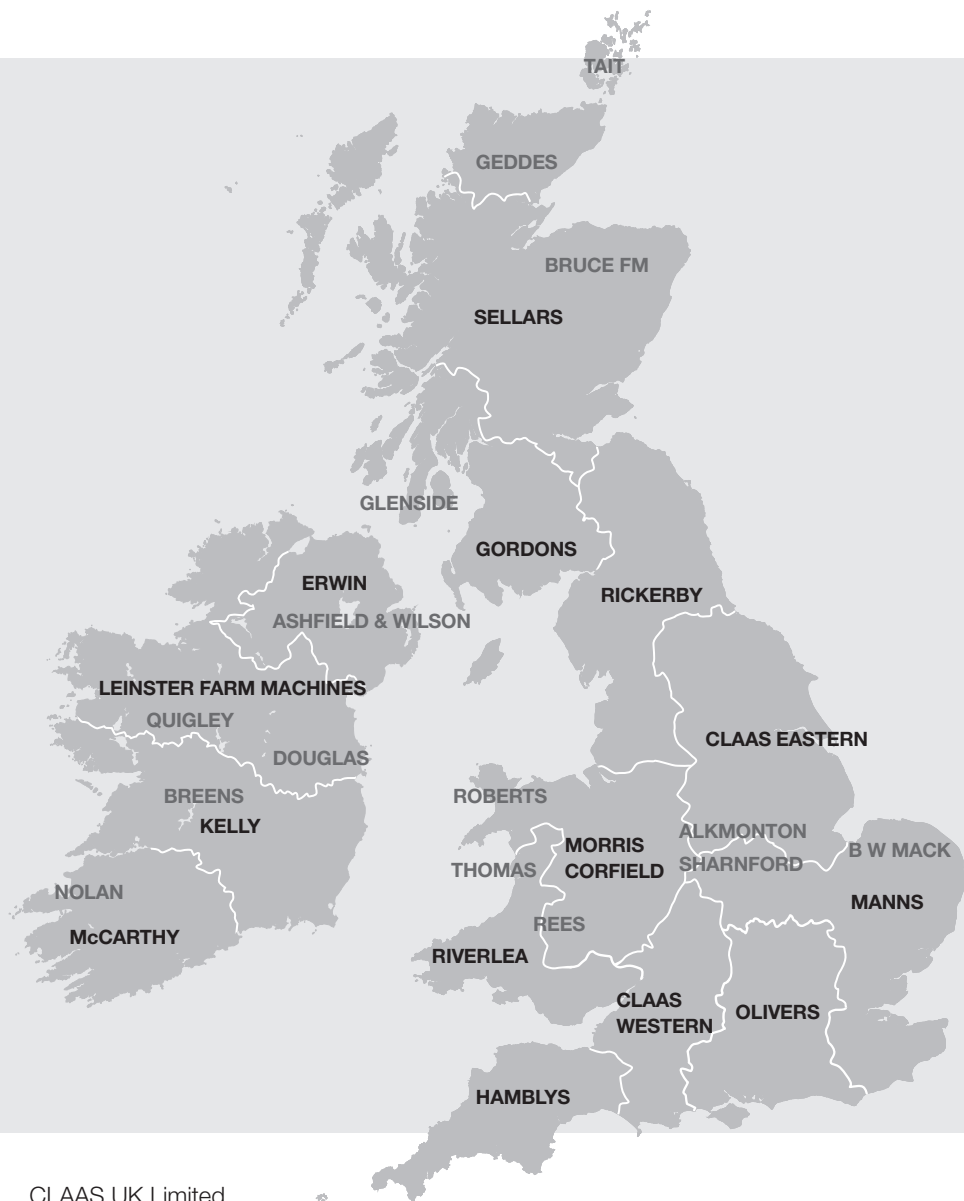 TAIT
GEDDES
BRUCE FM
SELLARS
GLENSIDE
GORDONS
ERWIN
RICKERBY
ASHFIELD & WILSON
LEINSTER FARM MACHINES
QUIGLEY
CLAAS EASTERN
DOUGLAS
BREENS
ROBERTS
KELLY
ALKMONTON
MORRIS
CORFIELD
B W MACK
SHARNFORD
THOMAS
NOLAN
MANNS
REES
McCARTHY
RIVERLEA
CLAAS
WESTERN
OLIVERS
HAMBLYS
CLAAS UK Limited